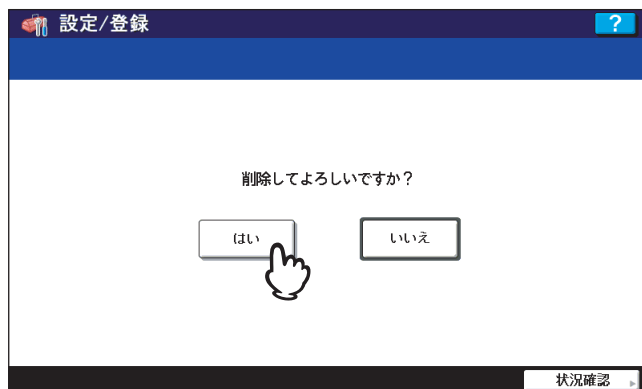 設定/登録
?
削除してよろしいですか?
はい
いいえ
状況確認